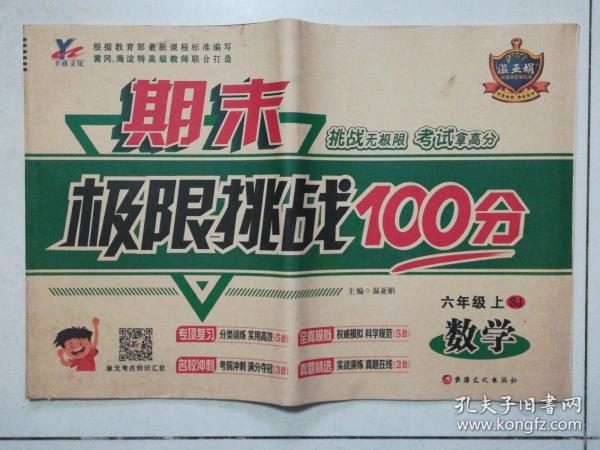 书雅文化
根据教育部最新课程标准编写
黄冈、海淀特高级教师联合打造
温亚娟
期末
挑战无极限 考试拿高分
极限挑战100分
主编◎温亚娟
六年级 上 SJ
数学
专项复习 分类训练 实用高效(5套)
全真模拟 权威模拟 科学规范(5套)
名校冲刺 考前冲刺 满分夺冠(3套)
真题精选 实战演练 真题在线(2套)
单元考点知识汇总
孔夫子旧书网
www.kongfz.com